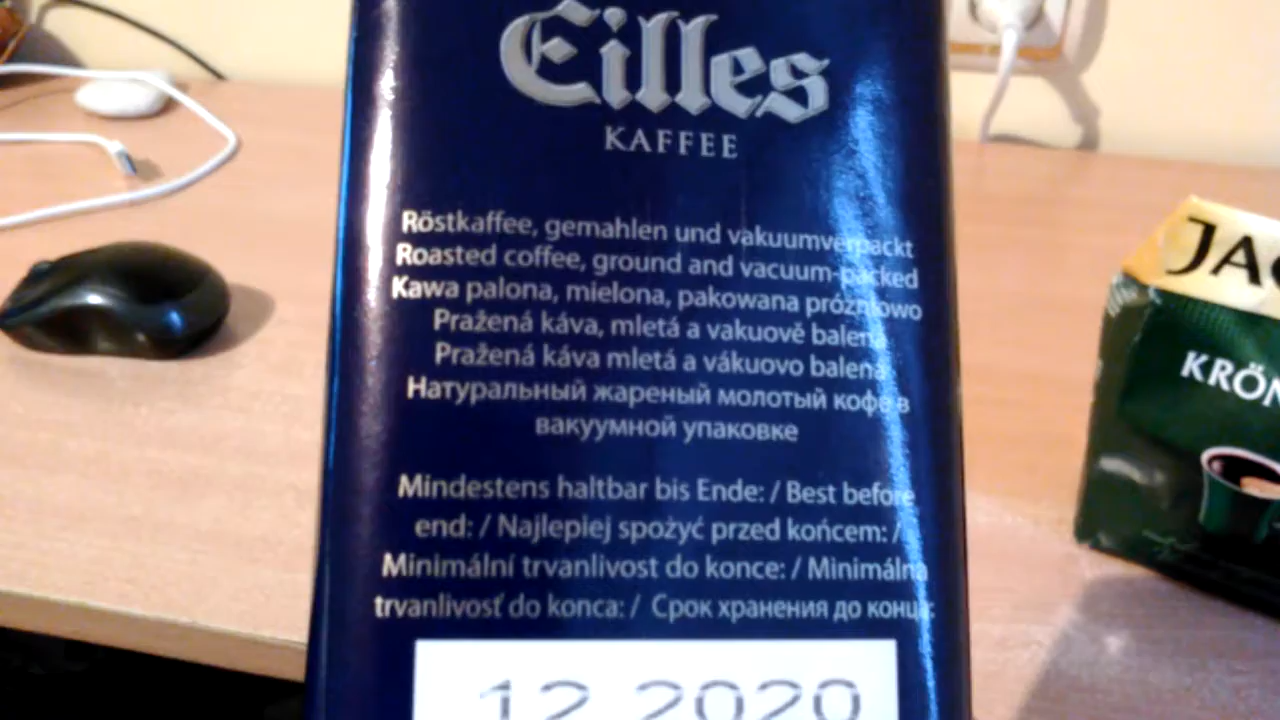 Eilles
KAFFEE
Röstkaffee, gemahlen und vakuumverpackt
Roasted coffee, ground and vacuum-packed
Kawa palona, mielona, pakowana próżniowo
Pražená káva, mletá a vakuově balená
Pražená káva mletá a vákuovo balená
Натуральный жареный молотый кофе в
вакуумной упаковке
Mindestens haltbar bis Ende: / Best before
end: / Najlepiej spożyć przed końcem: /
Minimální trvanlivost do konce: / Minimálna
trvanlivosť do konca: / Срок хранения до конца:
12 2020
JAC
KRÖN